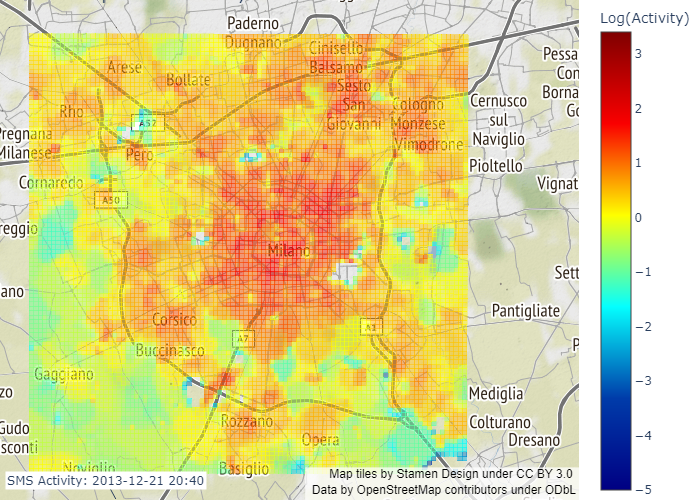 Paderno
Dugnano
Cinisello
Balsamo
Sesto
San
Giovanni
Arese
Bollate
Rho
A52
Pero
Pregnana
Milanese
Cornaredo
A50
reggio
ano
Cologno
Monzese
Vimodrone
Cernusco
sul
Naviglio
Pioltello
Pessa
Con
Borna
Go
Vignat
Milano
Sett
Pantigliate
P
Corsico
Buccinasco
A7
A1
Gaggiano
zo
Gudo
sconti
Rozzano
Opera
Mediglia
Colturano
Dresano
Noviglio
Basiglio
SMS Activity: 2013-12-21 20:40
Map tiles by Stamen Design under CC BY 3.0
Data by OpenStreetMap contributors under ODbL
Log(Activity)
3
2
1
0
−1
−2
−3
−4
−5